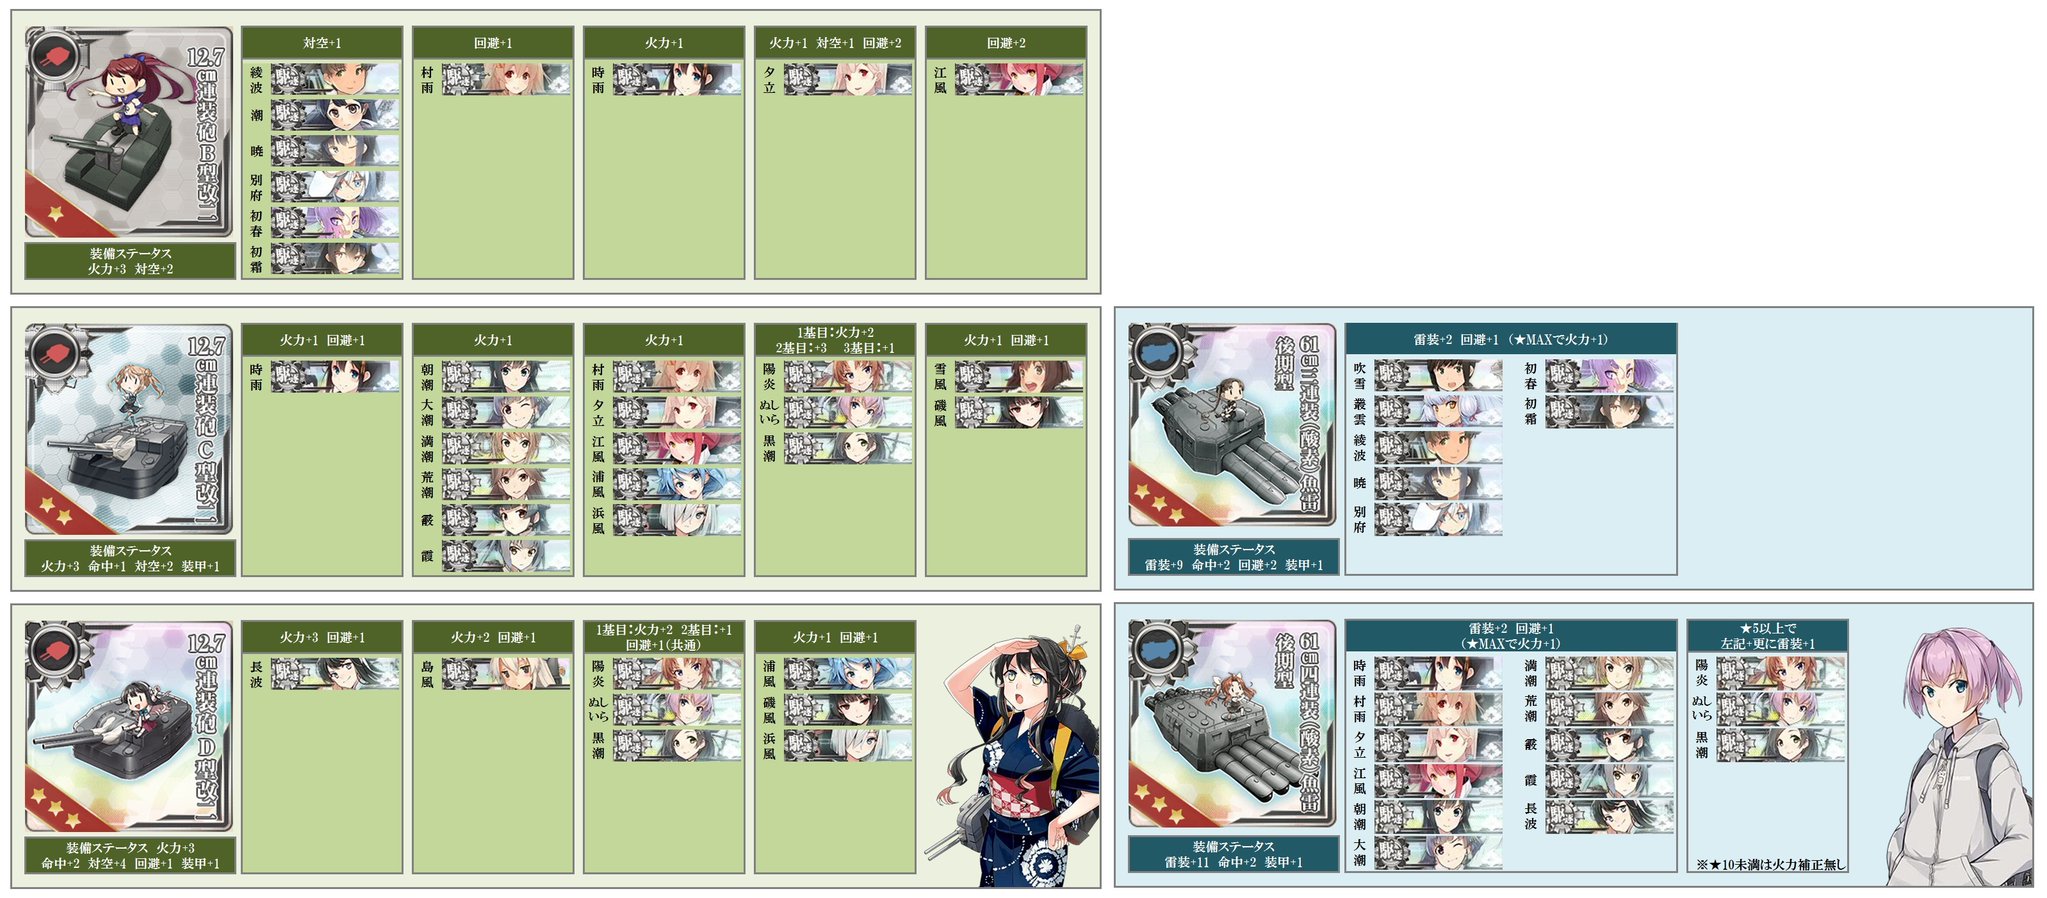 12.7cm連装砲B型改二
装備ステータス
火力+3 対空+2
対空+1
綾波
潮
暁
別府
初春
初霜
回避+1
村雨
火力+1
時雨
火力+1 対空+1 回避+2
夕立
回避+2
江風
12.7cm連装砲C型改二
装備ステータス
火力+3 命中+1 対空+2 装甲+1
火力+1 回避+1
時雨
火力+1
朝潮
大潮
満潮
荒潮
霰
霞
火力+1
村雨
夕立
江風
浦風
浜風
1基目:火力+2
2基目:+3 3基目:+1
陽炎
ぬしいら
黒潮
火力+1 回避+1
雪風
磯風
61cm三連装(酸素)魚雷
後期型
装備ステータス
雷装+9 命中+2 回避+2 装甲+1
雷装+2 回避+1 (★MAXで火力+1)
吹雪
叢雲
綾波
暁
別府
初春
初霜
12.7cm連装砲D型改二
装備ステータス 火力+3
命中+2 対空+4 回避+1 装甲+1
火力+3 回避+1
長波
火力+2 回避+1
島風
1基目:火力+2 2基目:+1
回避+1(共通)
陽炎
ぬしいら
黒潮
火力+1 回避+1
浦風
磯風
浜風
61cm四連装(酸素)魚雷
後期型
装備ステータス
雷装+11 命中+2 装甲+1
雷装+2 回避+1
(★MAXで火力+1)
時雨
村雨
夕立
江風
朝潮
大潮
満潮
荒潮
霰
霞
長波
★5以上で
左記+更に雷装+1
陽炎
ぬしいら
黒潮
※★10未満は火力補正無し